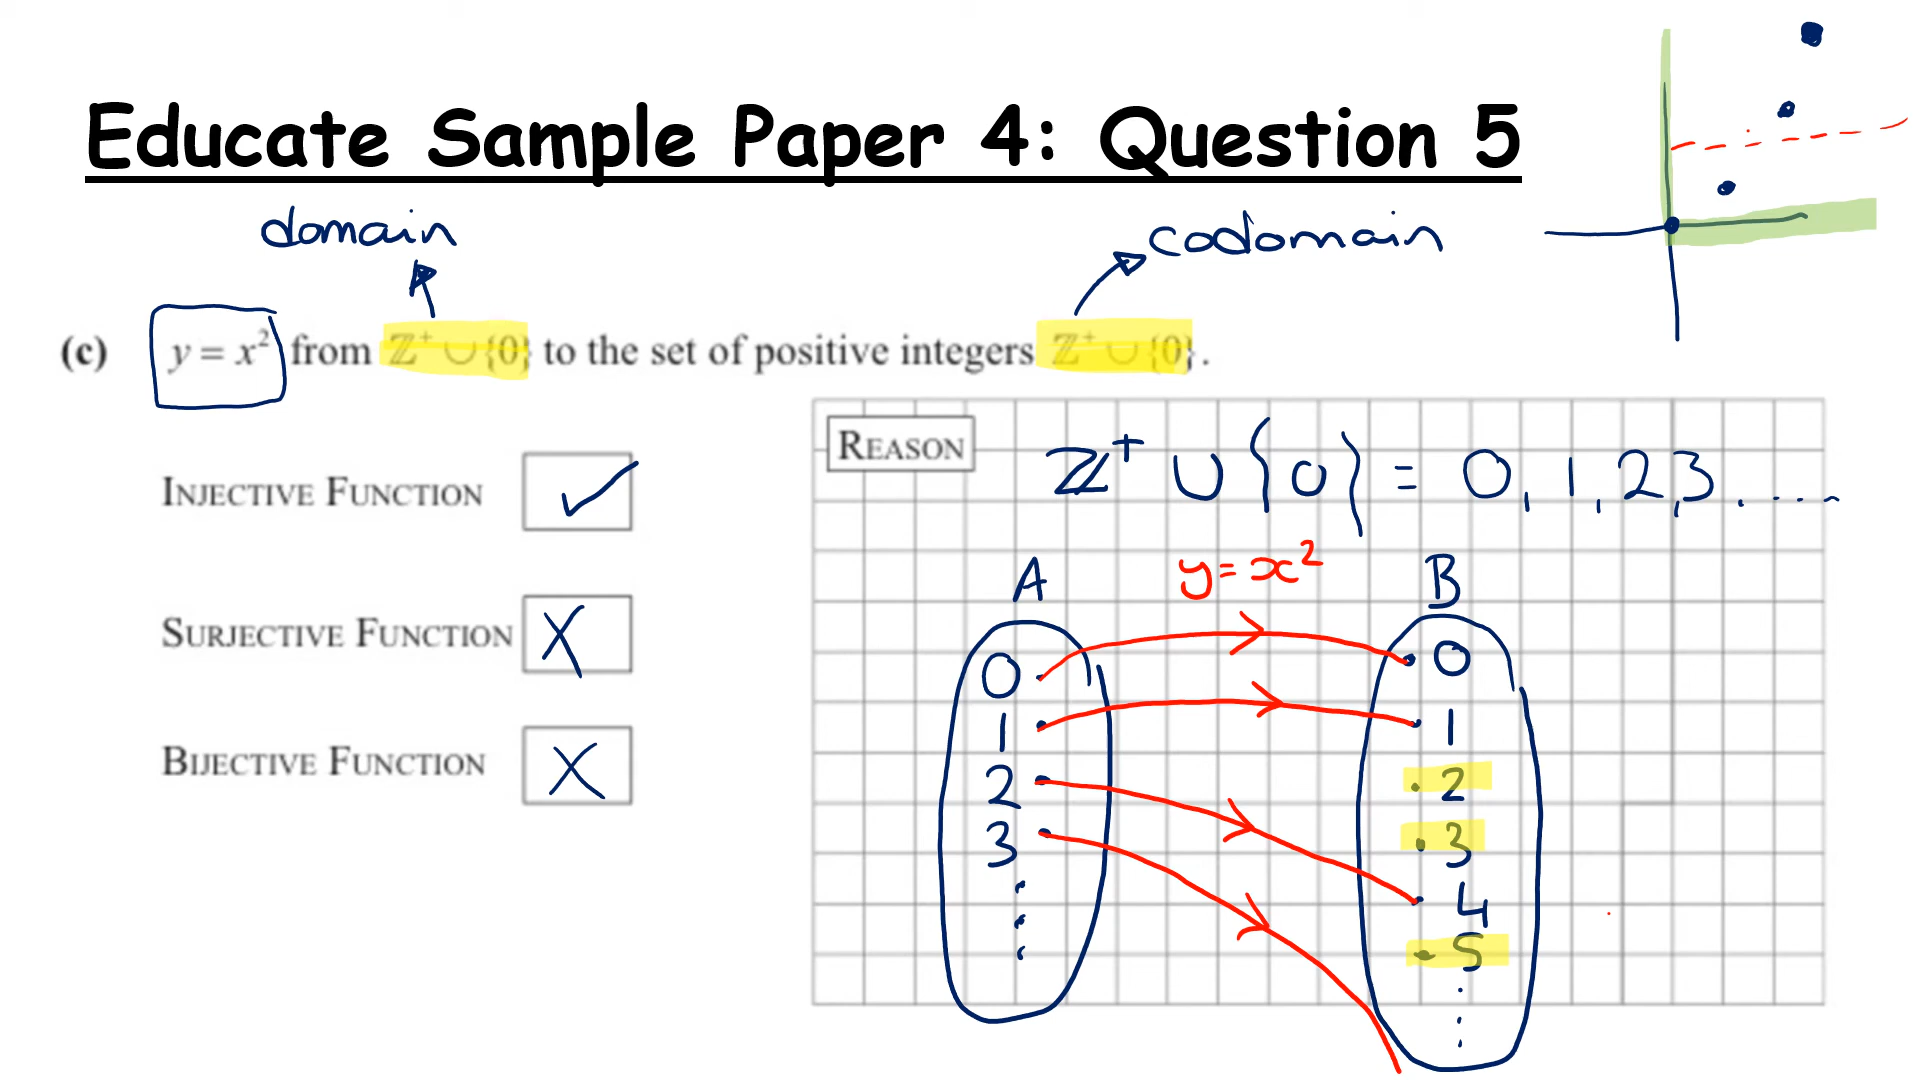 Educate Sample Paper 4: Question 5
domain
codomain
(c) y = x² from ℤ⁺ ∪ {0} to the set of positive integers ℤ⁺ ∪ {0}.
REASON
ℤ⁺ ∪ {0} = 0, 1, 2, 3, ....
INJECTIVE FUNCTION ✓
SURJECTIVE FUNCTION X
BIJECTIVE FUNCTION X
A y = x² B
0 0
1 1
2 2
3 3
4
5